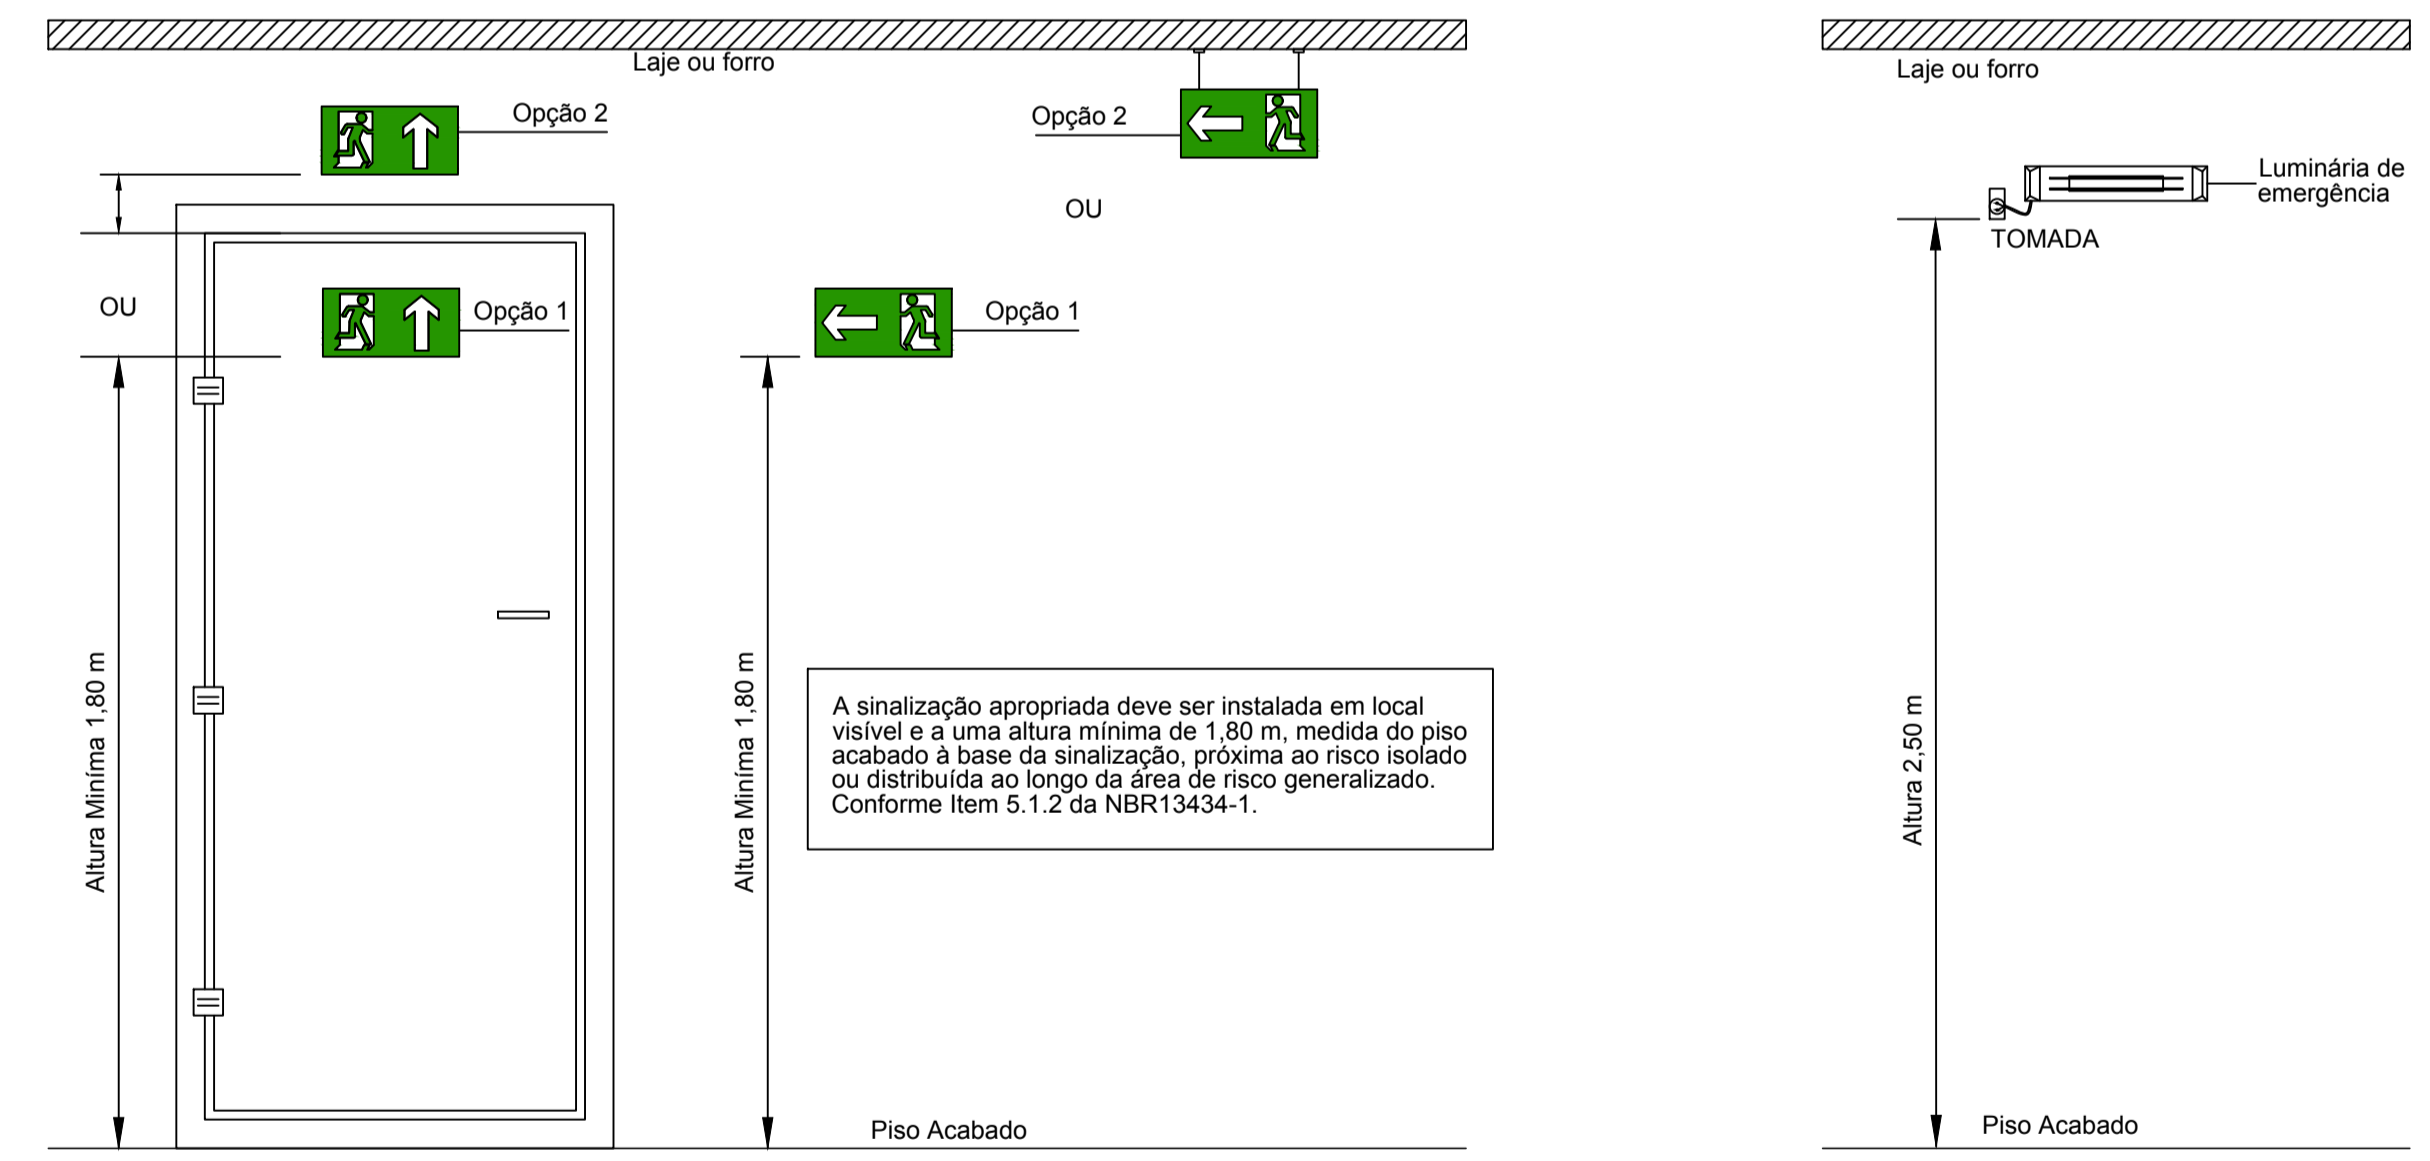 Laje ou forro
Opção 2
Opção 2
OU
OU
Opção 1
Opção 1
Altura Miníma 1,80 m
Altura Miníma 1,80 m
A sinalização apropriada deve ser instalada em local
visível e a uma altura mínima de 1,80 m, medida do piso
acabado à base da sinalização, próxima ao risco isolado
ou distribuída ao longo da área de risco generalizado.
Conforme Item 5.1.2 da NBR13434-1.
Piso Acabado
Laje ou forro
Luminária de
emergência
TOMADA
Altura 2,50 m
Piso Acabado